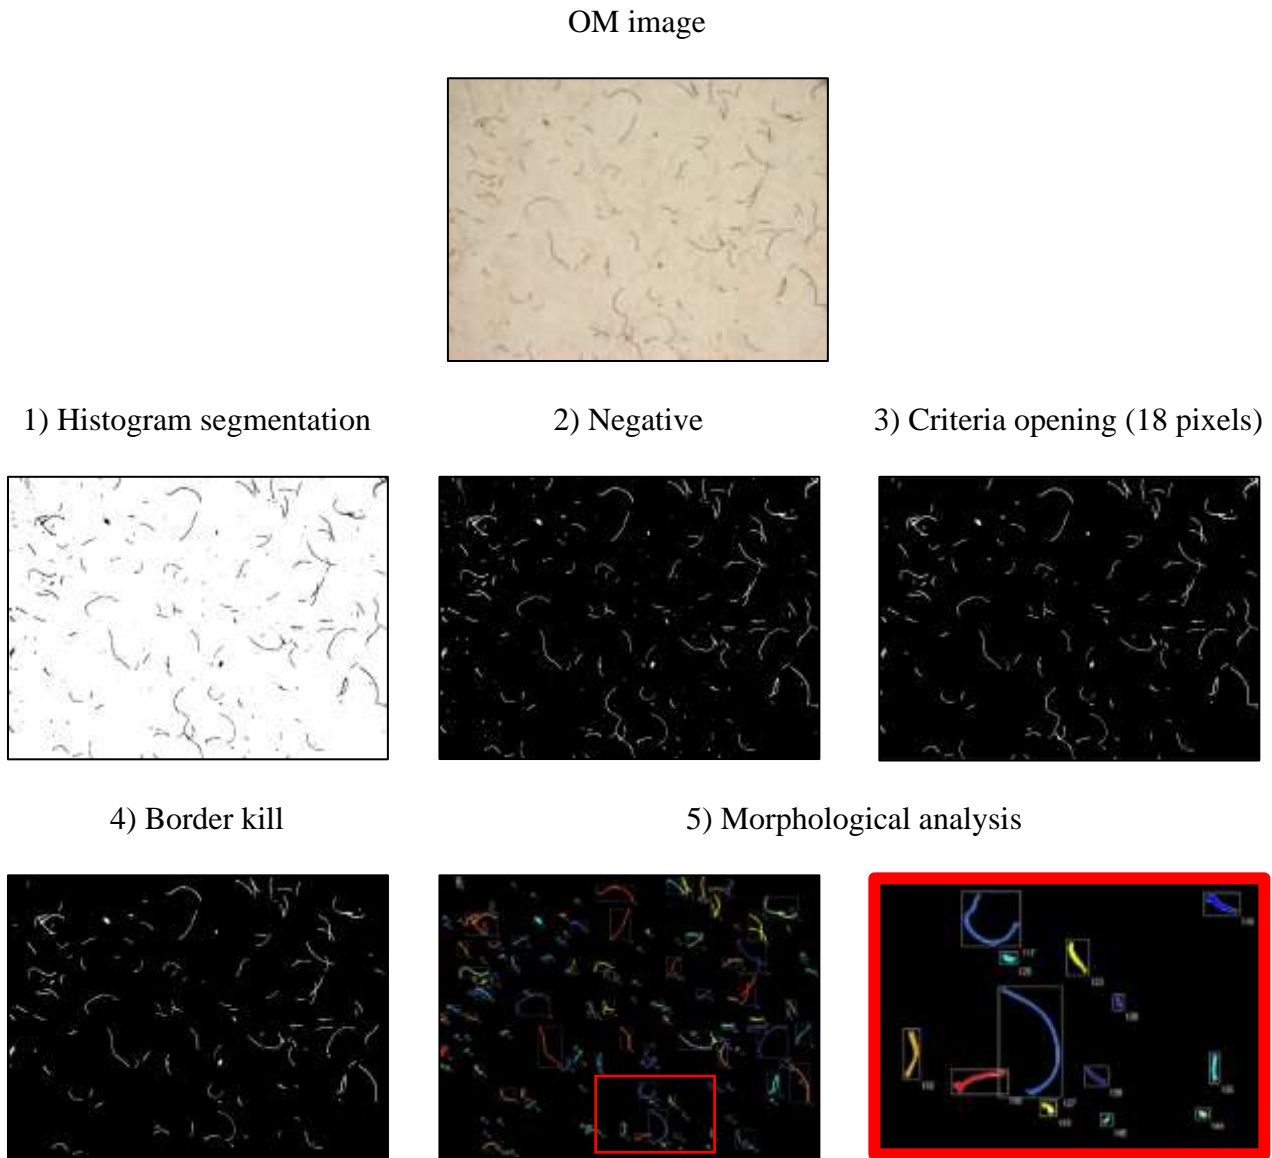 OM image
1) Histogram segmentation
2) Negative
3) Criteria opening (18 pixels)
4) Border kill
5) Morphological analysis